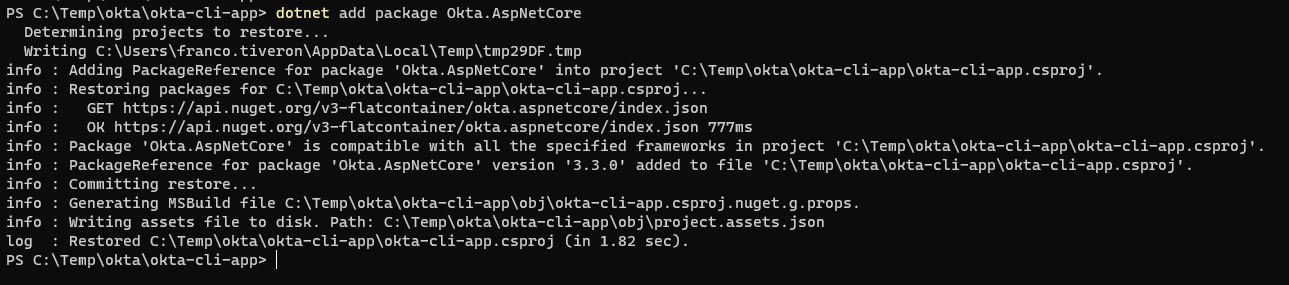 PS C:\Temp\okta\okta-cli-app> dotnet add package Okta.AspNetCore
  Determining projects to restore...
  Writing C:\Users\franco.tiveron\AppData\Local\Temp\tmp29DF.tmp
info : Adding PackageReference for package 'Okta.AspNetCore' into project 'C:\Temp\okta\okta-cli-app\okta-cli-app.csproj'.
info : Restoring packages for C:\Temp\okta\okta-cli-app\okta-cli-app.csproj...
info :   GET https://api.nuget.org/v3-flatcontainer/okta.aspnetcore/index.json
info :   OK https://api.nuget.org/v3-flatcontainer/okta.aspnetcore/index.json 777ms
info : Package 'Okta.AspNetCore' is compatible with all the specified frameworks in project 'C:\Temp\okta\okta-cli-app\okta-cli-app.csproj'.
info : PackageReference for package 'Okta.AspNetCore' version '3.3.0' added to file 'C:\Temp\okta\okta-cli-app\okta-cli-app.csproj'.
info : Committing restore...
info : Generating MSBuild file C:\Temp\okta\okta-cli-app\obj\okta-cli-app.csproj.nuget.g.props.
info : Writing assets file to disk. Path: C:\Temp\okta\okta-cli-app\obj\project.assets.json
log  : Restored C:\Temp\okta\okta-cli-app\okta-cli-app.csproj (in 1.82 sec).
PS C:\Temp\okta\okta-cli-app>